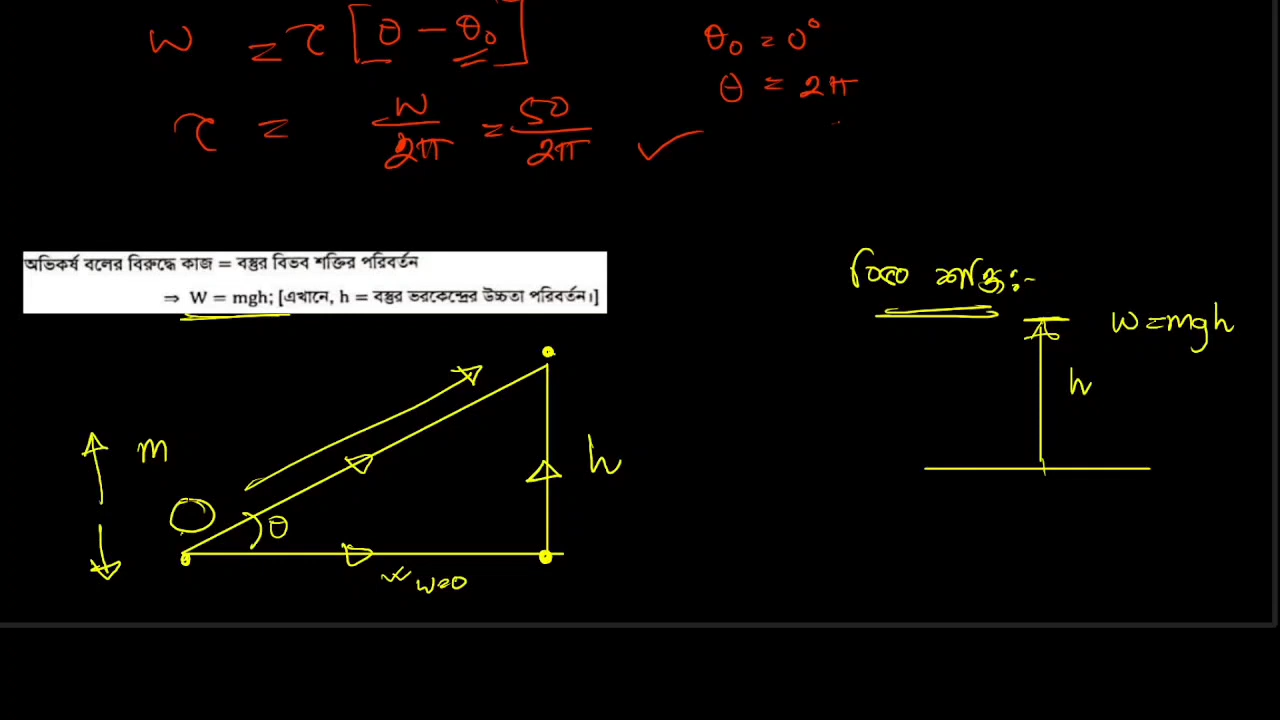 W = τ [θ − θ₀]
θ₀ = 0°
θ = 2π
τ = W/2π = 50/2π
অভিকর্ষ বলের বিরুদ্ধে কাজ = বস্তুর বিভব শক্তির পরিবর্তন
⇒ W = mgh; [এখানে, h = বস্তুর ভরকেন্দ্রের উচ্চতা পরিবর্তন।]
শক্তি:-
W = mgh
h
m
h
θ
W=0